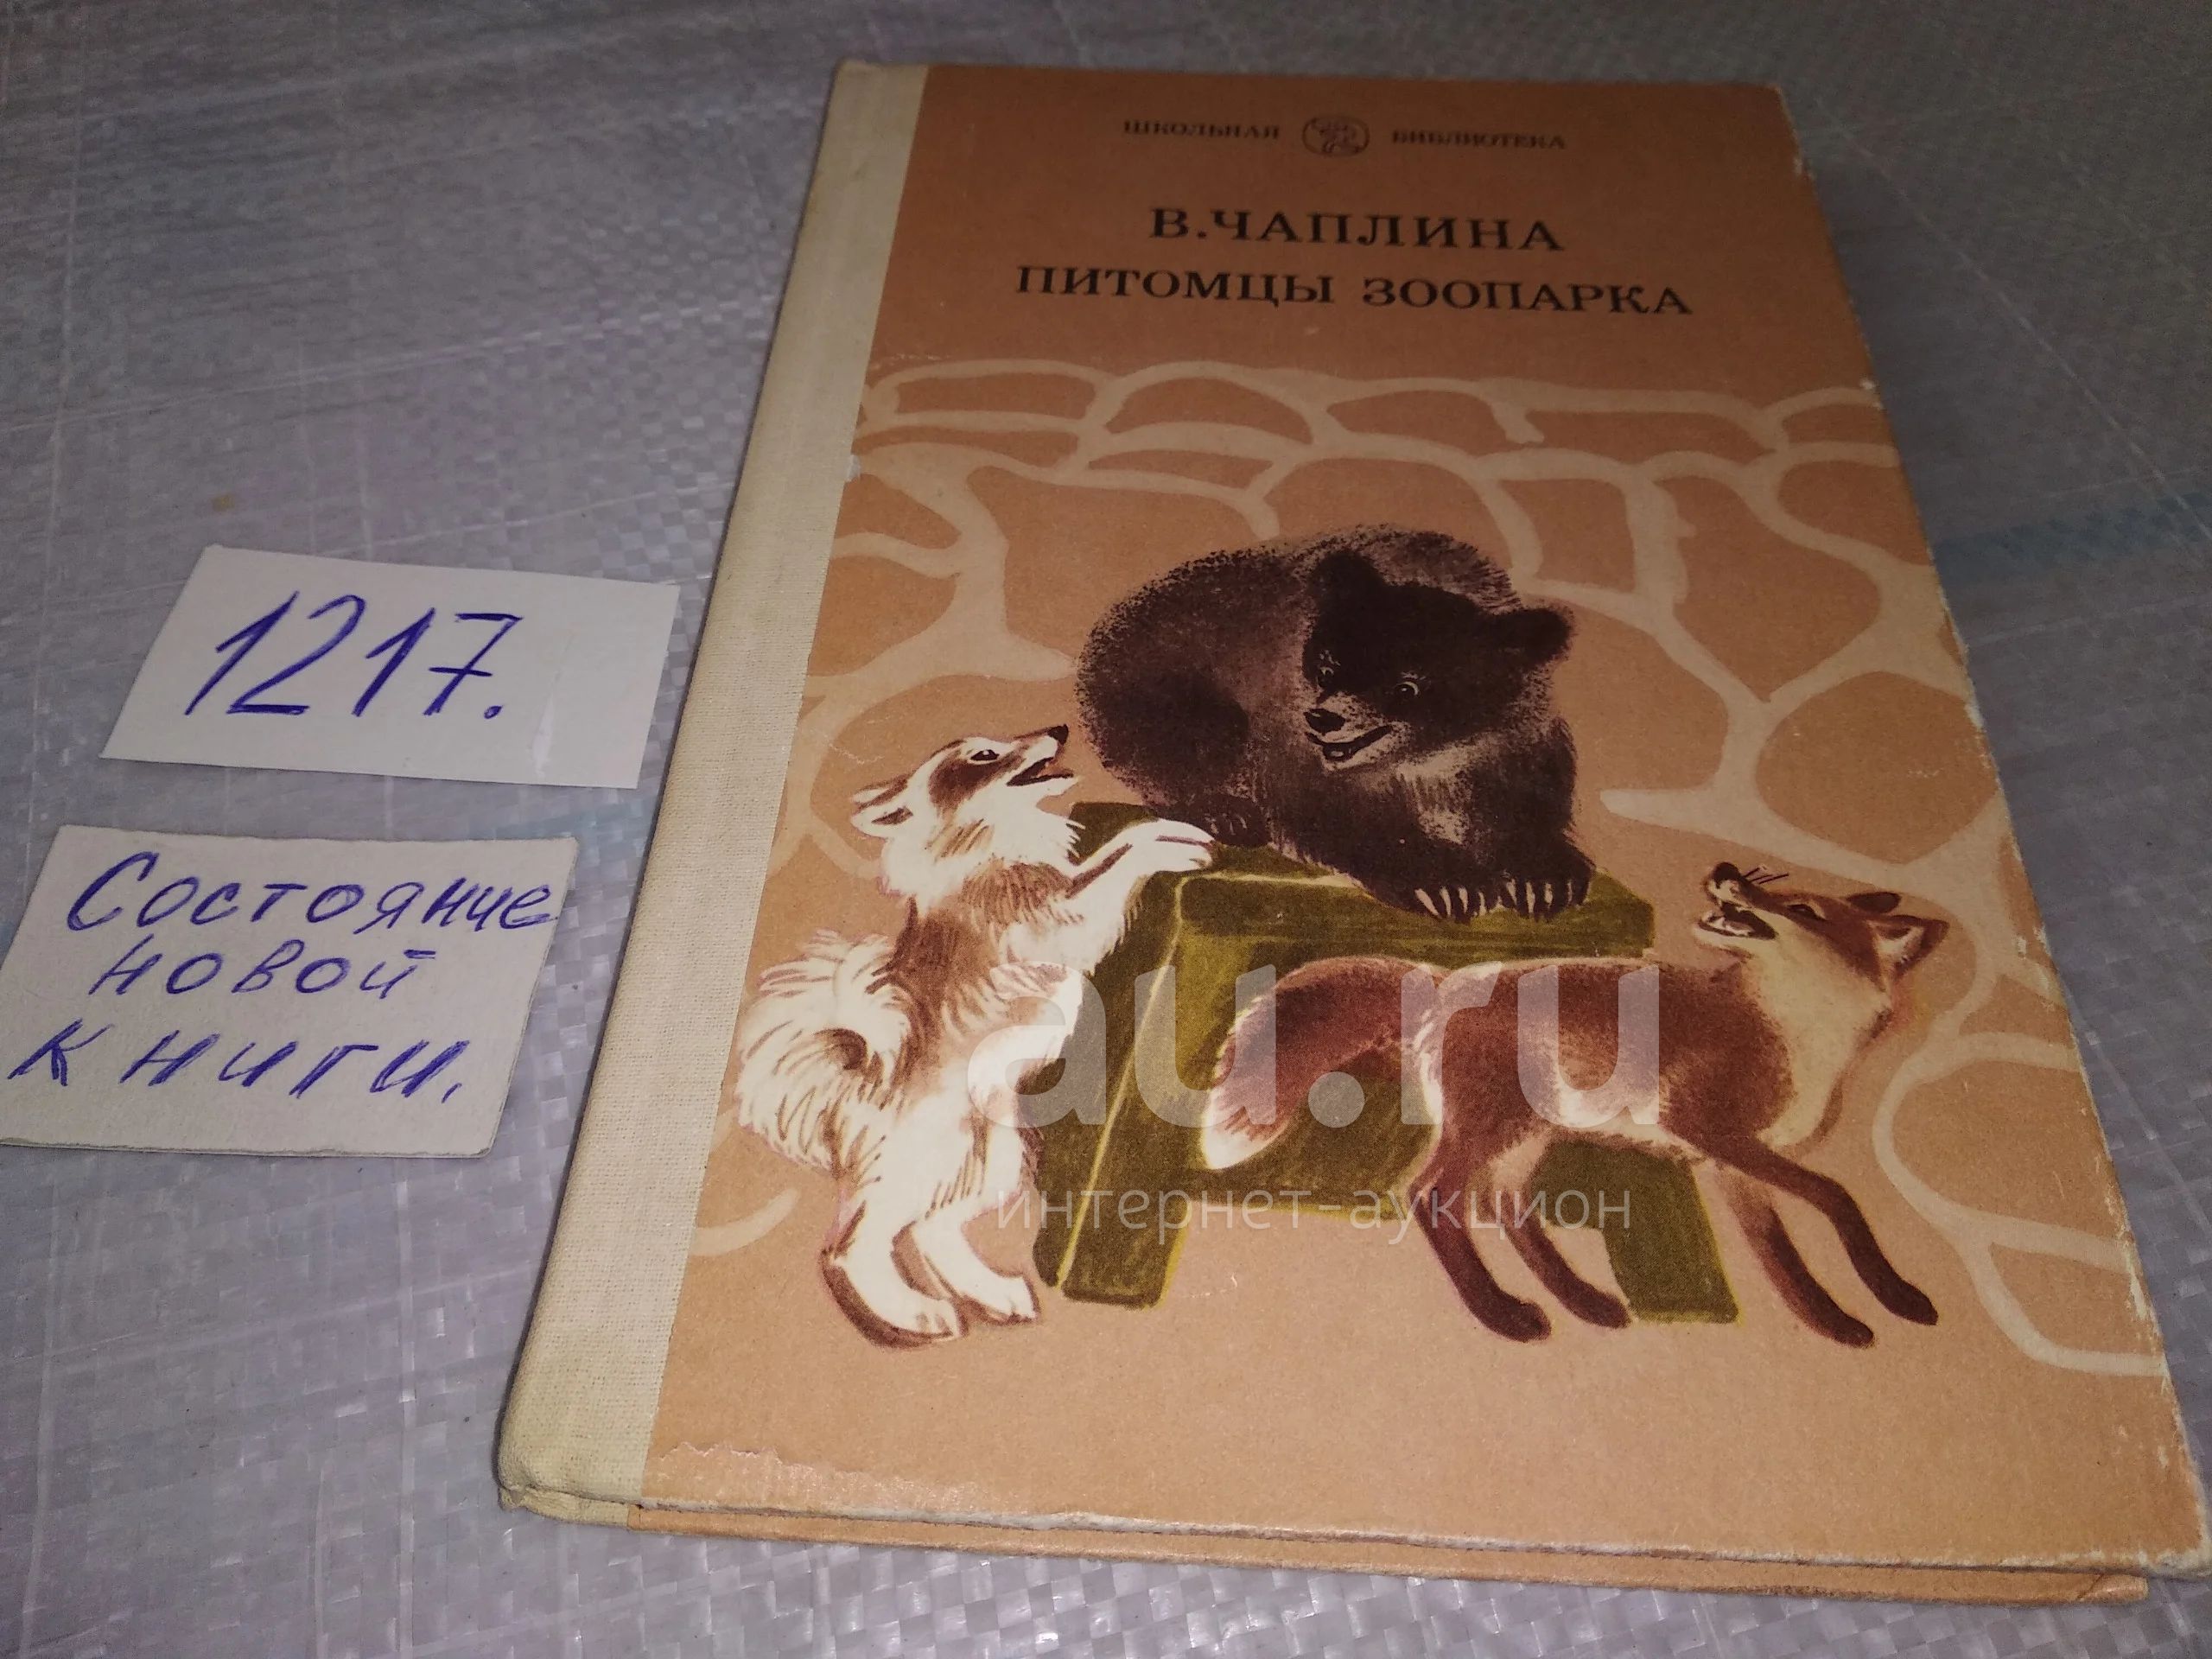 ШКОЛЬНАЯ БИБЛИОТЕКА
В.ЧАПЛИНА
ПИТОМЦЫ ЗООПАРКА
1217.
Состояние
новой
книги.
au.ru
интернет-аукцион